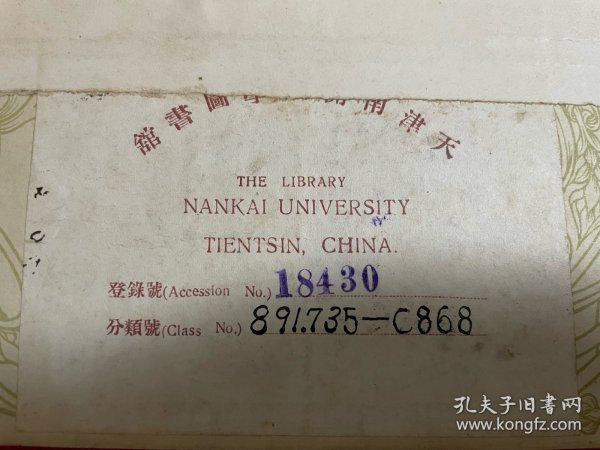 館書圖 南津天
THE LIBRARY
NANKAI UNIVERSITY
TIENTSIN, CHINA.
登錄號(Accession No.) 18430
分類號(Class No.) 891.735-C868
孔夫子旧书网
www.kongfz.com